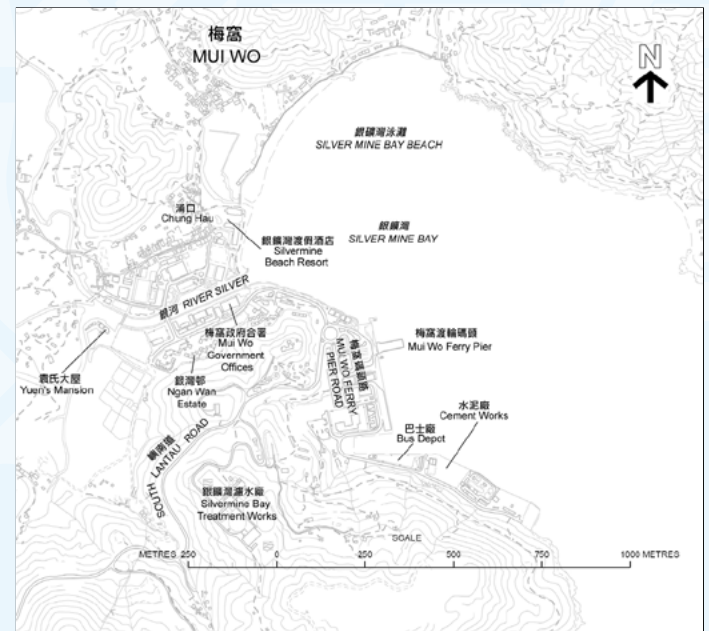 梅窩
MUI WO
N
銀礦灣泳灘
SILVER MINE BAY BEACH
涌口
Chung Hau
銀鑛灣渡假酒店
Silvermine
Beach Resort
銀鑛灣
SILVER MINE BAY
銀河 RIVER SILVER
梅窩政府合署
Mui Wo
Government
Offices
梅窩碼頭路
MUI WO FERRY
PIER ROAD
梅窩渡輪碼頭
Mui Wo Ferry Pier
袁氏大屋
Yuen's Mansion
銀灣邨
Ngan Wan
Estate
水泥廠
Cement Works
巴士廠
Bus Depot
嶼南道
SOUTH LANTAU ROAD
銀鑛灣濾水廠
Silvermine Bay
Treatment Works
SCALE
METRES 250 0 250 500 750 1000 METRES